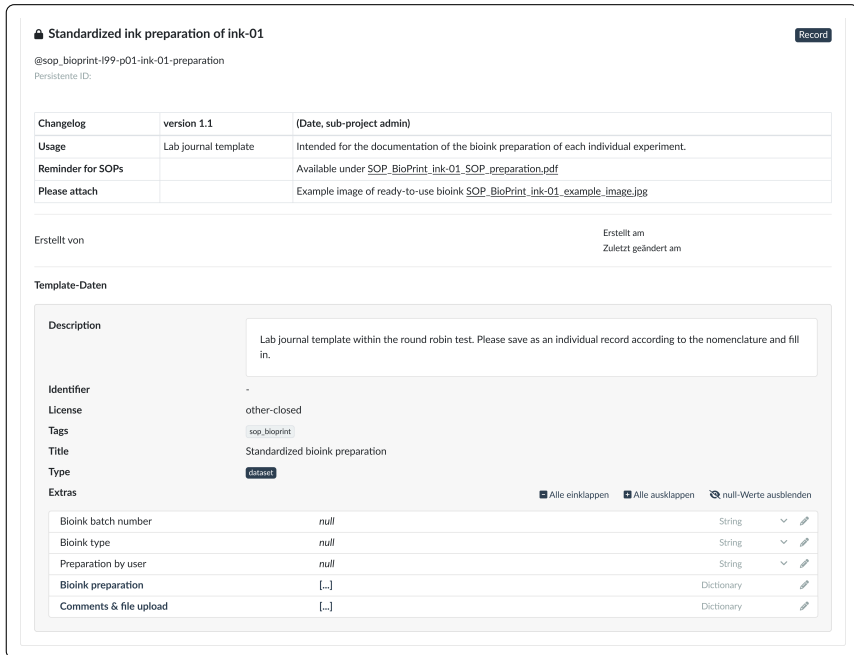 Standardized ink preparation of ink-01
Record
@sop_bioprint-l99-p01-ink-01-preparation
Persistente ID:
Changelog version 1.1 (Date, sub-project admin)
Usage Lab journal template Intended for the documentation of the bioink preparation of each individual experiment.
Reminder for SOPs Available under SOP_BioPrint_ink-01_SOP_preparation.pdf
Please attach Example image of ready-to-use bioink SOP_BioPrint_ink-01_example_image.jpg
Erstellt von
Erstellt am
Zuletzt geändert am
Template-Daten
Description
Lab journal template within the round robin test. Please save as an individual record according to the nomenclature and fill
in.
Identifier -
License other-closed
Tags sop_bioprint
Title Standardized bioink preparation
Type dataset
Extras Alle einklappen Alle ausklappen null-Werte ausblenden
Bioink batch number null String
Bioink type null String
Preparation by user null String
Bioink preparation [...] Dictionary
Comments & file upload [...] Dictionary